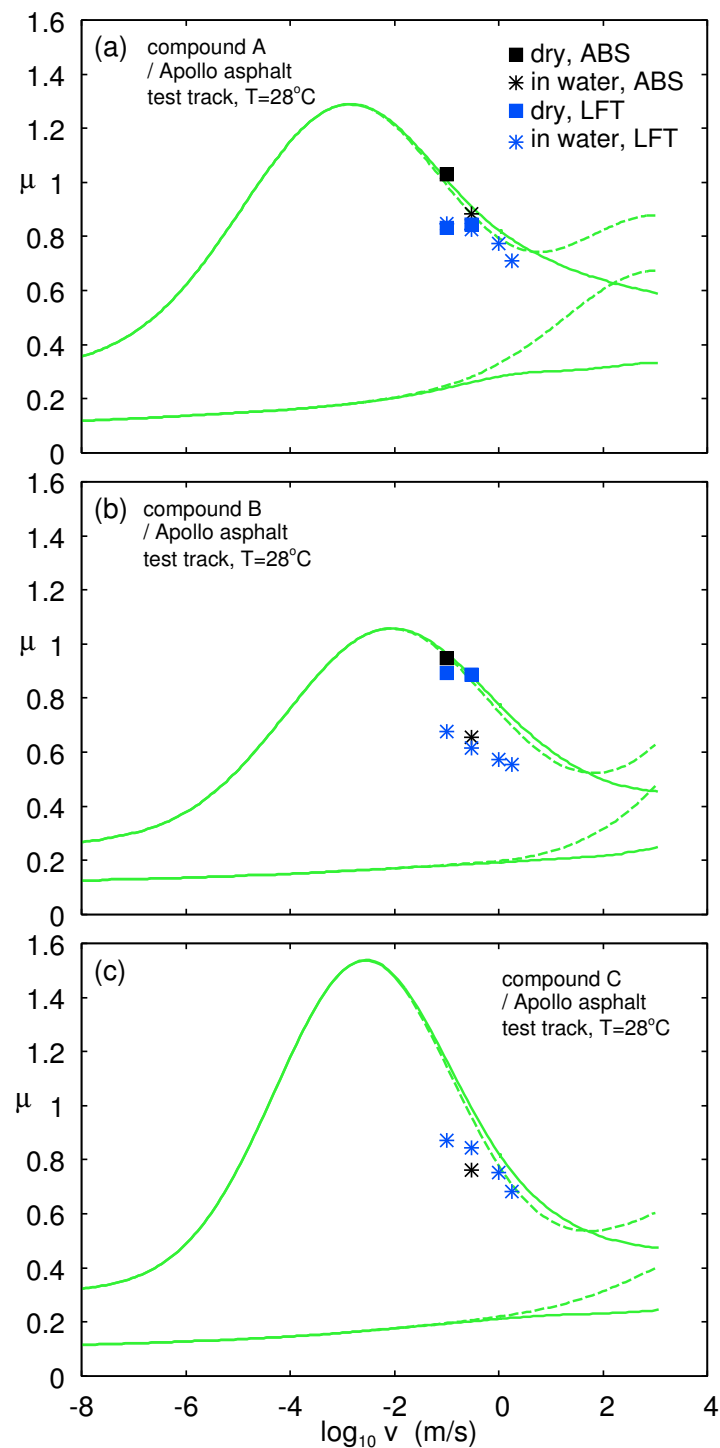 (a)
compound A
/ Apollo asphalt
test track, T=28°C
dry, ABS
in water, ABS
dry, LFT
in water, LFT
1.6
1.4
1.2
μ 1
0.8
0.6
0.4
0.2
0
(b)
compound B
/ Apollo asphalt
test track, T=28°C
1.6
1.4
1.2
μ 1
0.8
0.6
0.4
0.2
0
(c)
compound C
/ Apollo asphalt
test track, T=28°C
1.6
1.4
1.2
μ 1
0.8
0.6
0.4
0.2
0
-8 -6 -4 -2 0 2 4
log₁₀ v (m/s)